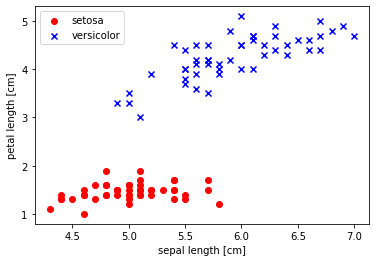 setosa
versicolor
5
4
3
2
1
petal length [cm]
4.5 5.0 5.5 6.0 6.5 7.0
sepal length [cm]